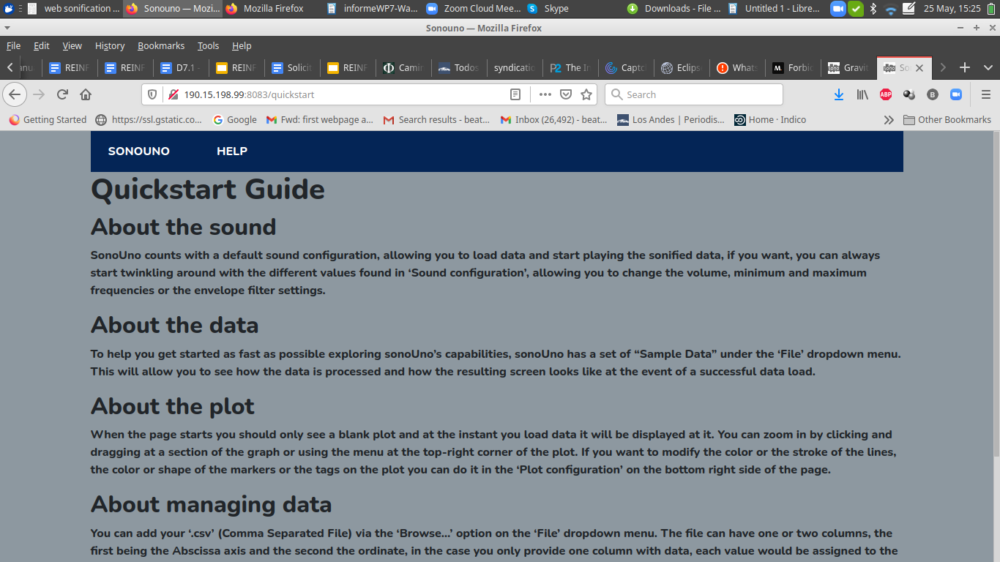 web sonification ... Sonouno — Mozi... Mozilla Firefox informeWP7-Wa... Zoom Cloud Mee... Skype Downloads - File ... Untitled 1 - Libre... 25 May, 15:25
Sonouno — Mozilla Firefox
File Edit View History Bookmarks Tools Help
REINF REINF D7.1 - REINF Solicit REINF Camin Todos syndicatio P2 The In Captc Eclips Whats M. Forbic Gravit So
190.15.198.99:8083/quickstart Search ABP B
Getting Started https://ssl.gstatic.co... Google Fwd: first webpage a... Search results - beat... Inbox (26,492) - beat... Los Andes | Periodis... Home · Indico Other Bookmarks
SONOUNO HELP
Quickstart Guide
About the sound
SonoUno counts with a default sound configuration, allowing you to load data and start playing the sonified data, if you want, you can always
start twinkling around with the different values found in ‘Sound configuration’, allowing you to change the volume, minimum and maximum
frequencies or the envelope filter settings.
About the data
To help you get started as fast as possible exploring sonoUno’s capabilities, sonoUno has a set of “Sample Data” under the ‘File’ dropdown menu.
This will allow you to see how the data is processed and how the resulting screen looks like at the event of a successful data load.
About the plot
When the page starts you should only see a blank plot and at the instant you load data it will be displayed at it. You can zoom in by clicking and
dragging at a section of the graph or using the menu at the top-right corner of the plot. If you want to modify the color or the stroke of the lines,
the color or shape of the markers or the tags on the plot you can do it in the ‘Plot configuration’ on the bottom right side of the page.
About managing data
You can add your ‘.csv’ (Comma Separated File) via the ‘Browse...’ option on the ‘File’ dropdown menu. The file can have one or two columns, the
first being the Abscissa axis and the second the ordinate, in the case you only provide one column with data, each value would be assigned to the